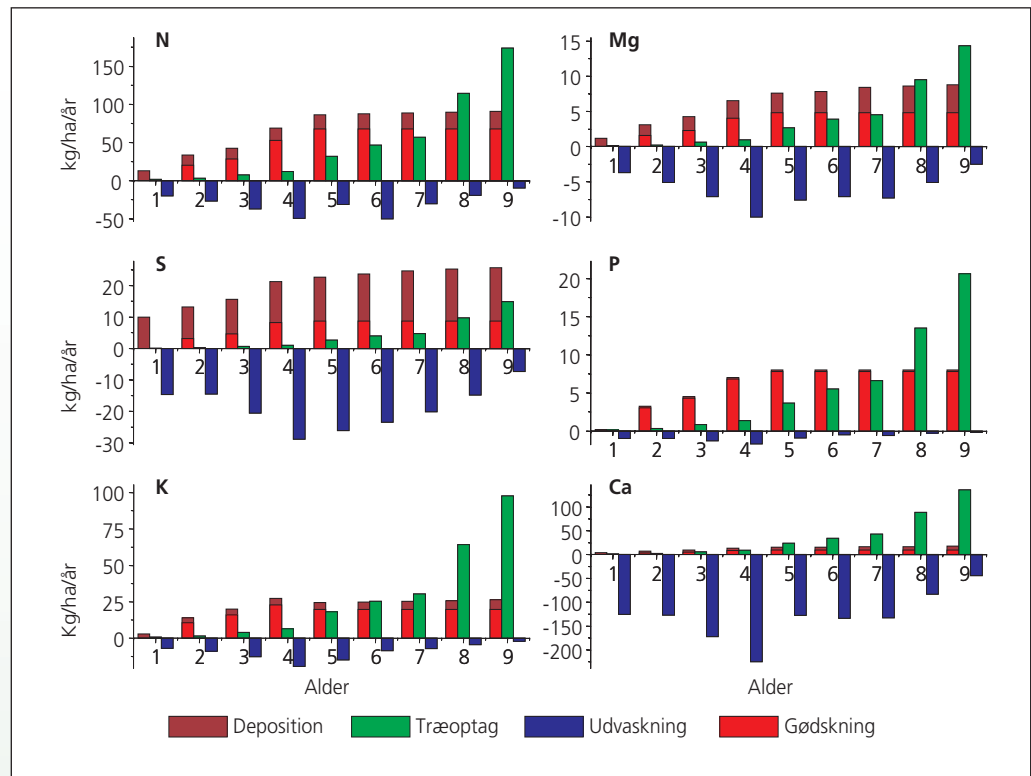 N
kg/ha/år
150
100
50
0
-50
1 2 3 4 5 6 7 8 9
Mg
15
10
5
0
-5
-10
1 2 3 4 5 6 7 8 9
S
kg/ha/år
20
10
0
-10
-20
-30
1 2 3 4 5 6 7 8 9
P
20
15
10
5
0
1 2 3 4 5 6 7 8 9
K
Kg/ha/år
100
75
50
25
0
1 2 3 4 5 6 7 8 9
Alder
Ca
100
50
0
-50
-100
-150
-200
1 2 3 4 5 6 7 8 9
Alder
Deposition Træoptag Udvaskning Gødskning